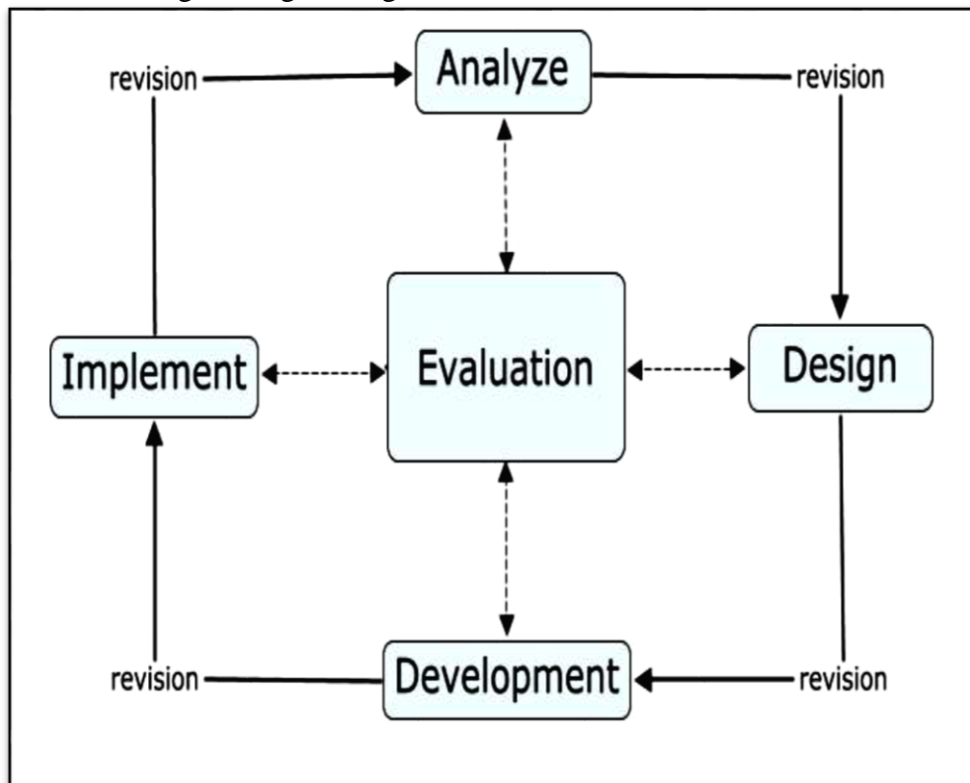 Analyze
revision
revision
Evaluation
Implement
Design
Development
revision
revision